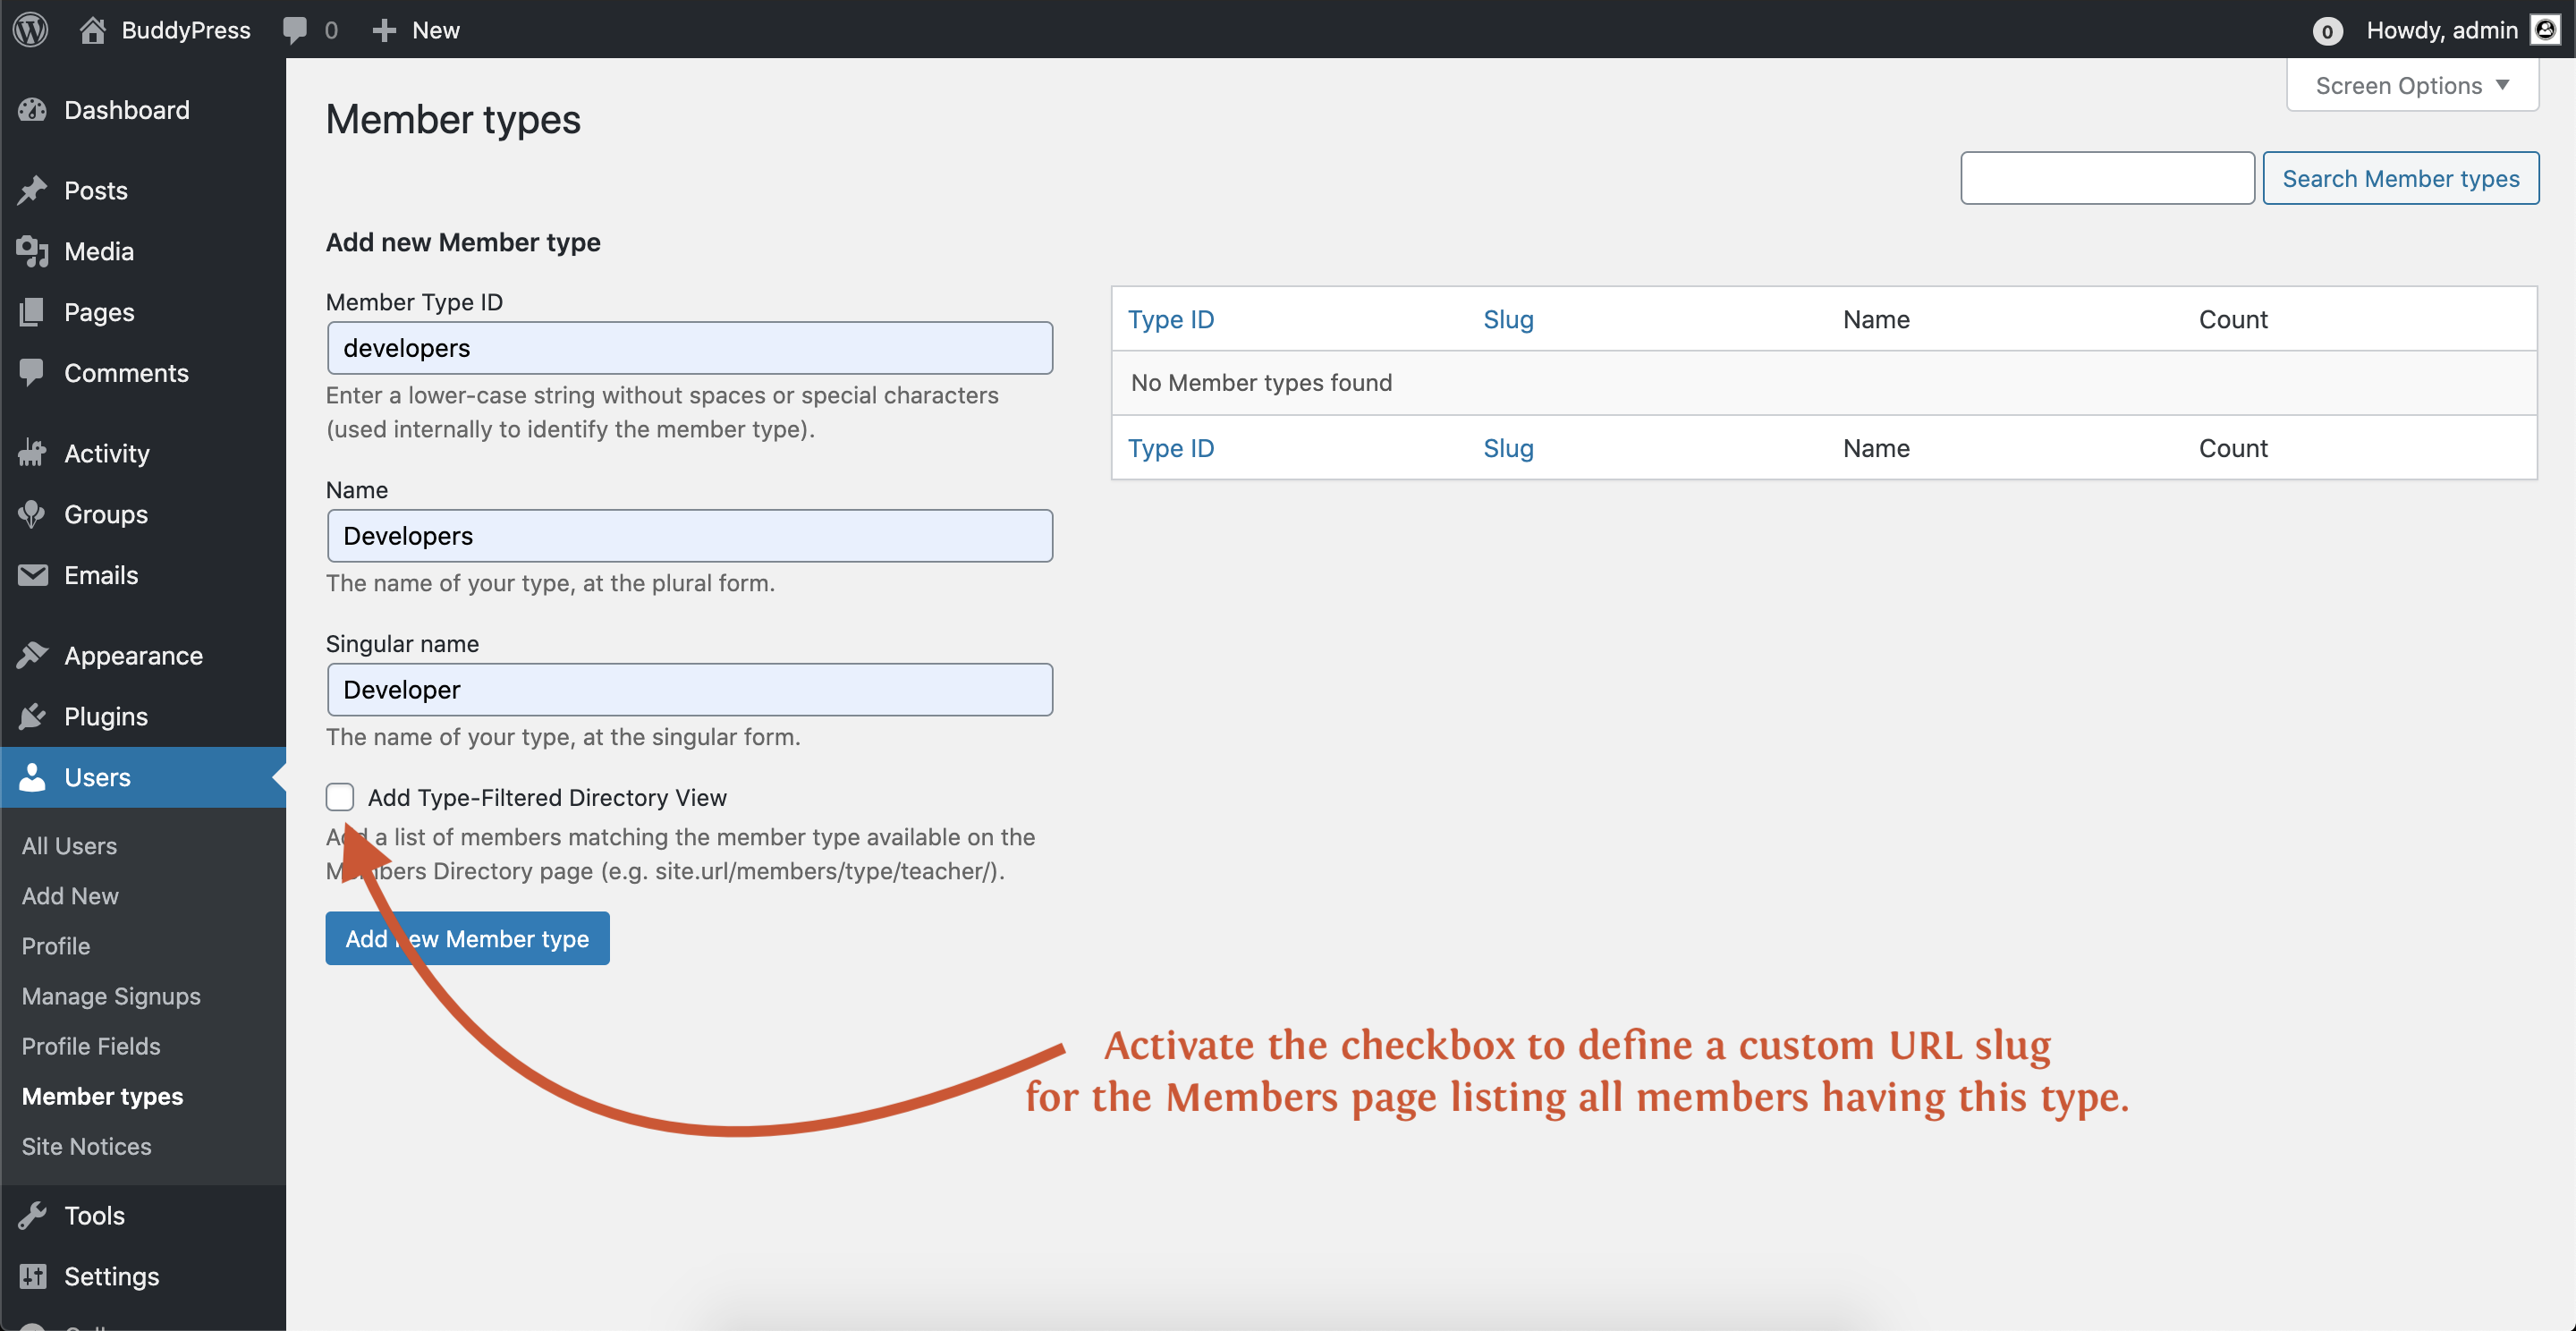 BuddyPress
0
New
0
Howdy, admin
Dashboard
Posts
Media
Pages
Comments
Activity
Groups
Emails
Appearance
Plugins
Users
All Users
Add New
Profile
Manage Signups
Profile Fields
Member types
Site Notices
Tools
Settings
Screen Options
Member types
Search Member types
Add new Member type
Member Type ID
developers
Enter a lower-case string without spaces or special characters
(used internally to identify the member type).
Name
Developers
The name of your type, at the plural form.
Singular name
Developer
The name of your type, at the singular form.
Add Type-Filtered Directory View
Add a list of members matching the member type available on the
Members Directory page (e.g. site.url/members/type/teacher/).
Add new Member type
Type ID Slug Name Count
No Member types found
Type ID Slug Name Count
Activate the checkbox to define a custom URL slug
for the Members page listing all members having this type.